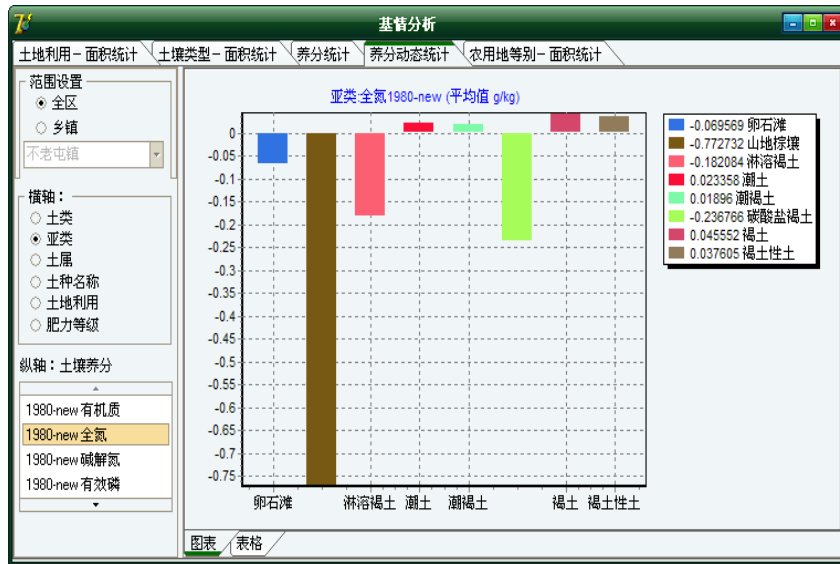 基情分析
土地利用－面积统计 土壤类型－面积统计 养分统计 养分动态统计 农用地等别－面积统计
范围设置
全区
乡镇
不老屯镇
横轴：
土类
亚类
土属
土种名称
土地利用
肥力等级
纵轴：土壤养分
1980-new 有机质
1980-new 全氮
1980-new 碱解氮
1980-new 有效磷
亚类:全氮1980-new (平均值 g/kg)
0
-0.05
-0.1
-0.15
-0.2
-0.25
-0.3
-0.35
-0.4
-0.45
-0.5
-0.55
-0.6
-0.65
-0.7
-0.75
卵石滩 淋溶褐土 潮土 潮褐土 褐土 褐土性土
-0.069569 卵石滩
-0.772732 山地棕壤
-0.182084 淋溶褐土
0.023358 潮土
0.01896 潮褐土
-0.236766 碳酸盐褐土
0.045552 褐土
0.037605 褐土性土
图表 表格